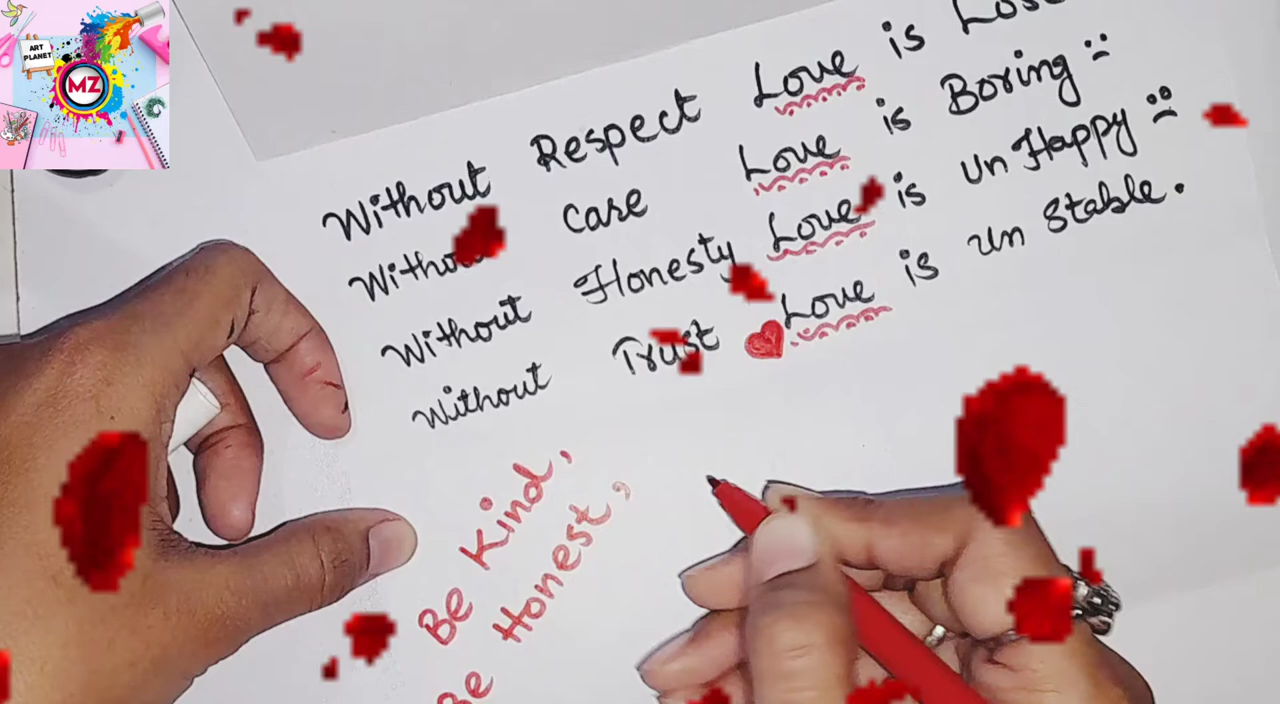 ART
PLANET
MZ
Without Respect Love is
Without Case Love is Boring :(
Without Honesty Love is Un Happy :(
Without Trust Love is Un Stable.
Be Kind,
Be Honest,